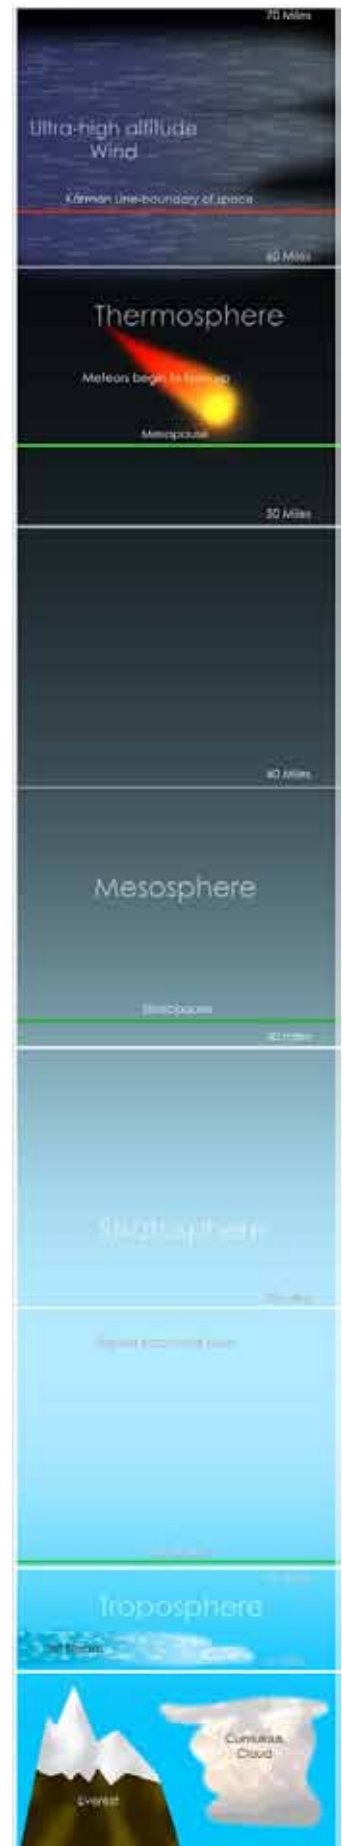 70 Miles
Ultra-high altitude
Wind
Kármán Line-boundary of space
60 Miles
Thermosphere
Meteors begin to burn up
Mesopause
50 Miles
40 Miles
Mesosphere
Stratopause
30 Miles
Stratosphere
Troposphere
Cumulous
Cloud
Everest